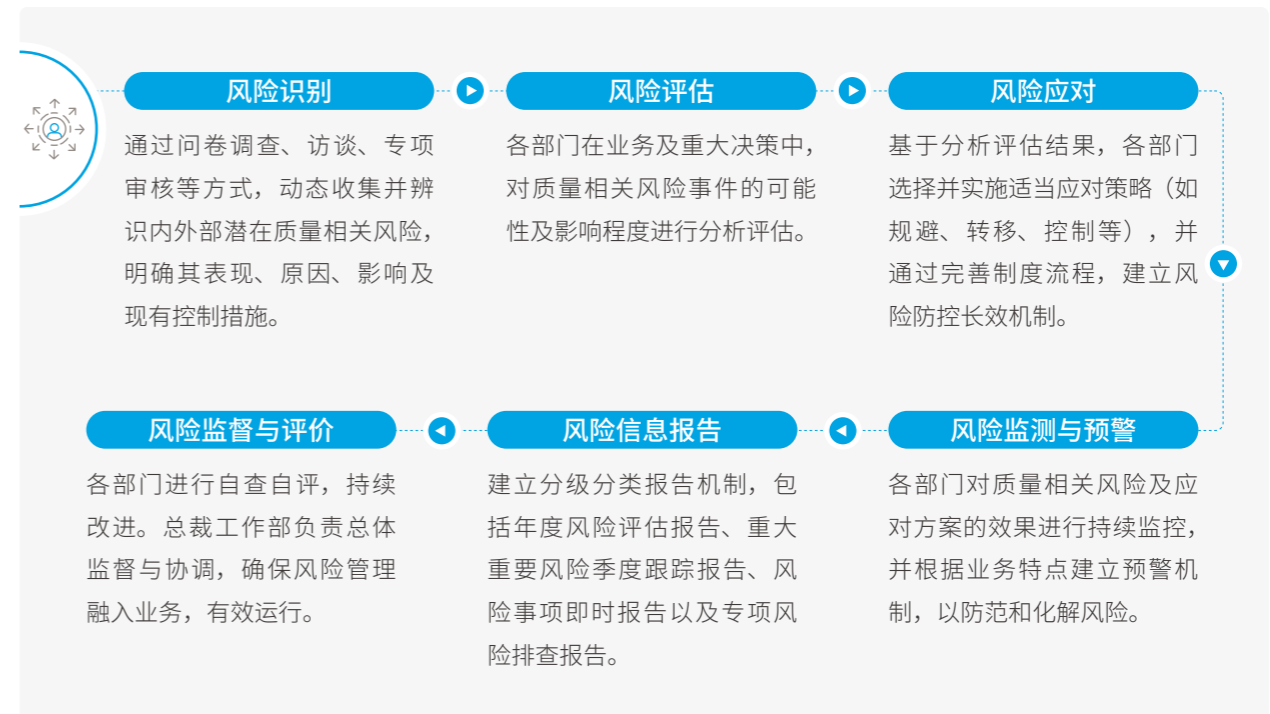 风险识别
通过问卷调查、访谈、专项
审核等方式，动态收集并辨
识内外部潜在质量相关风险，
明确其表现、原因、影响及
现有控制措施。
风险评估
各部门在业务及重大决策中，
对质量相关风险事件的可能
性及影响程度进行分析评估。
风险应对
基于分析评估结果，各部门
选择并实施适当应对策略（如
规避、转移、控制等），并
通过完善制度流程，建立风
险防控长效机制。
风险监测与预警
各部门对质量相关风险及应
对方案的效果进行持续监控，
并根据业务特点建立预警机
制，以防范和化解风险。
风险信息报告
建立分级分类报告机制，包
括年度风险评估报告、重大
重要风险季度跟踪报告、风
险事项即时报告以及专项风
险排查报告。
风险监督与评价
各部门进行自查自评，持续
改进。总裁工作部负责总体
监督与协调，确保风险管理
融入业务，有效运行。